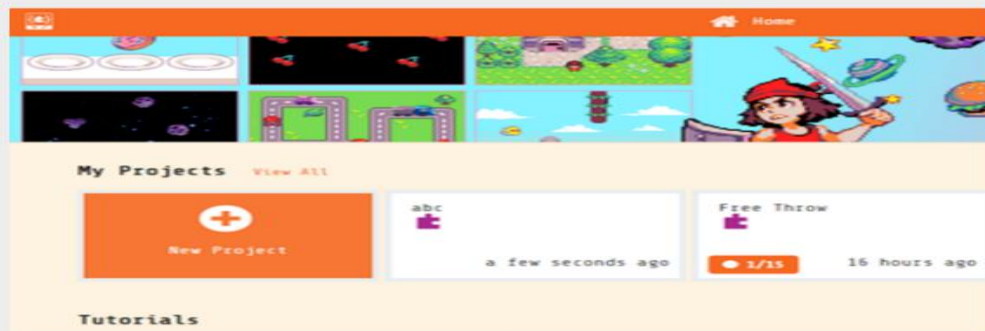 Home
My Projects View All
New Project
abc
a few seconds ago
Free Throw
1/15 16 hours ago
Tutorials